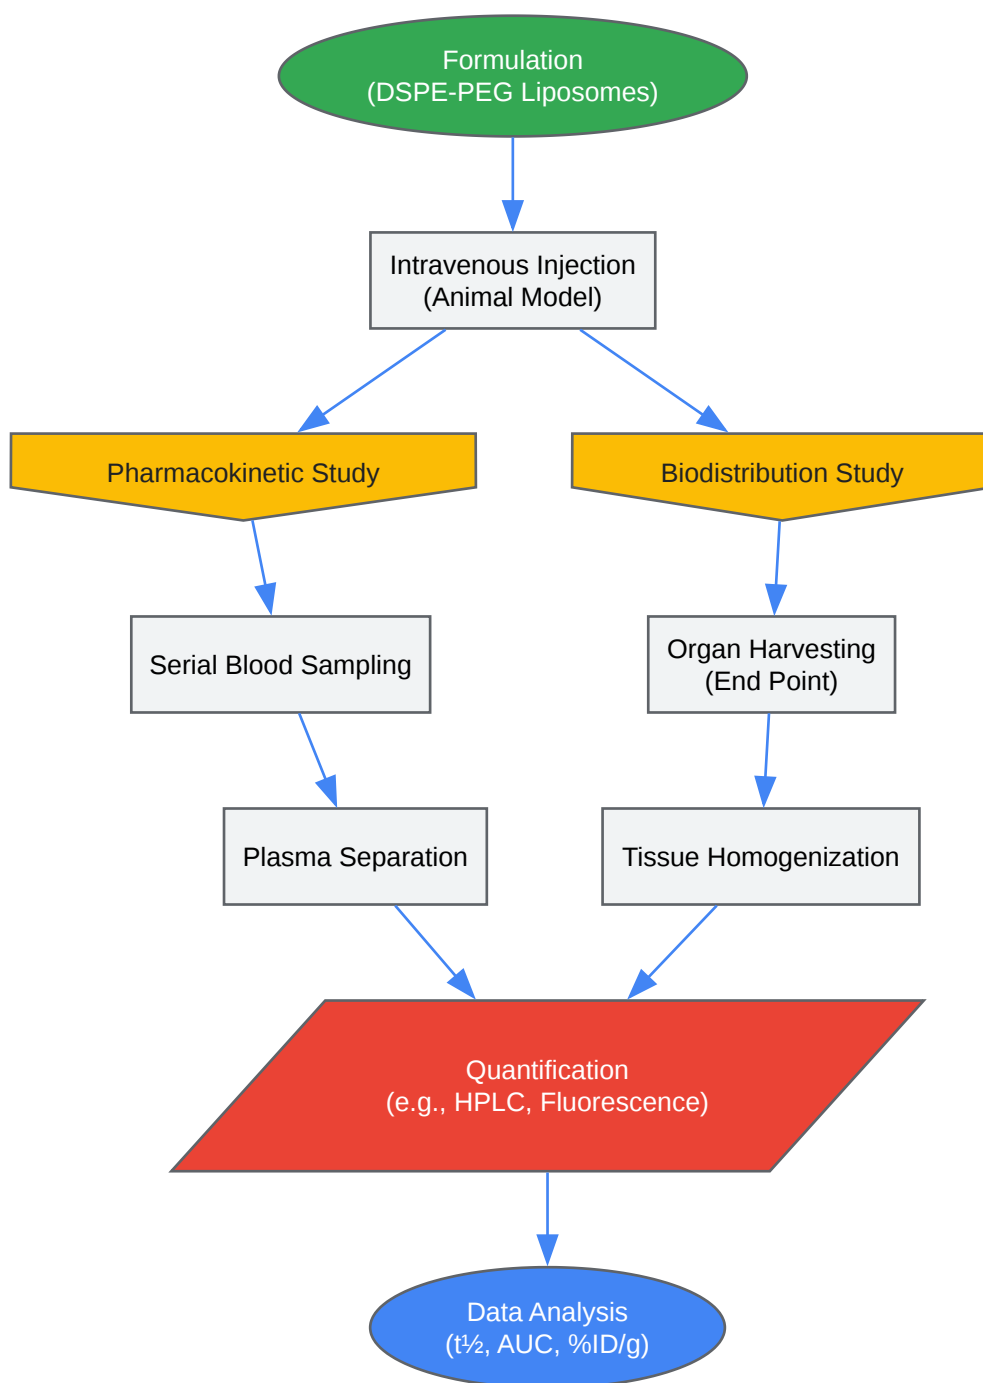 Formulation
(DSPE-PEG Liposomes)
Intravenous Injection
(Animal Model)
Pharmacokinetic Study
Biodistribution Study
Serial Blood Sampling
Organ Harvesting
(End Point)
Plasma Separation
Tissue Homogenization
Quantification
(e.g., HPLC, Fluorescence)
Data Analysis
(t½, AUC, %ID/g)